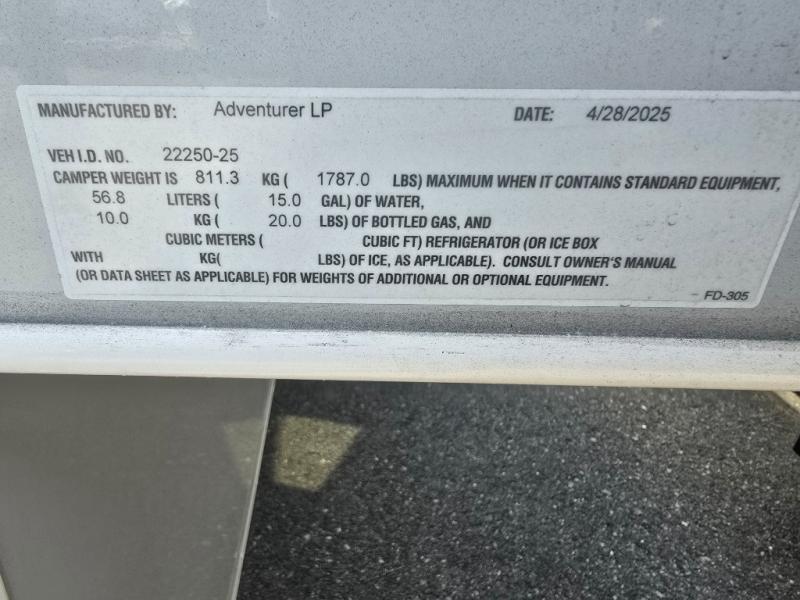 MANUFACTURED BY: Adventurer LP DATE: 4/28/2025
VEH I.D. NO. 22250-25
CAMPER WEIGHT IS 811.3 KG ( 1787.0 LBS) MAXIMUM WHEN IT CONTAINS STANDARD EQUIPMENT,
56.8 LITERS ( 15.0 GAL) OF WATER,
10.0 KG ( 20.0 LBS) OF BOTTLED GAS, AND
CUBIC METERS ( CUBIC FT) REFRIGERATOR (OR ICE BOX
WITH KG( LBS) OF ICE, AS APPLICABLE). CONSULT OWNER'S MANUAL
(OR DATA SHEET AS APPLICABLE) FOR WEIGHTS OF ADDITIONAL OR OPTIONAL EQUIPMENT.
FD-305